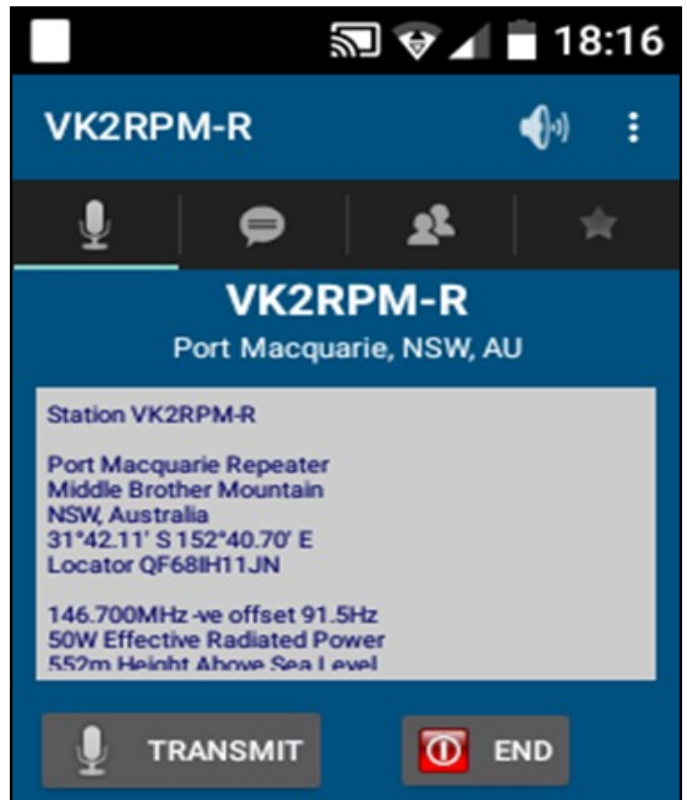 18:16
VK2RPM-R
VK2RPM-R
Port Macquarie, NSW, AU
Station VK2RPM-R
Port Macquarie Repeater
Middle Brother Mountain
NSW, Australia
31°42.11' S 152°40.70' E
Locator QF68IH11JN
146.700MHz -ve offset 91.5Hz
50W Effective Radiated Power
552m Height Above Sea Level
TRANSMIT
END